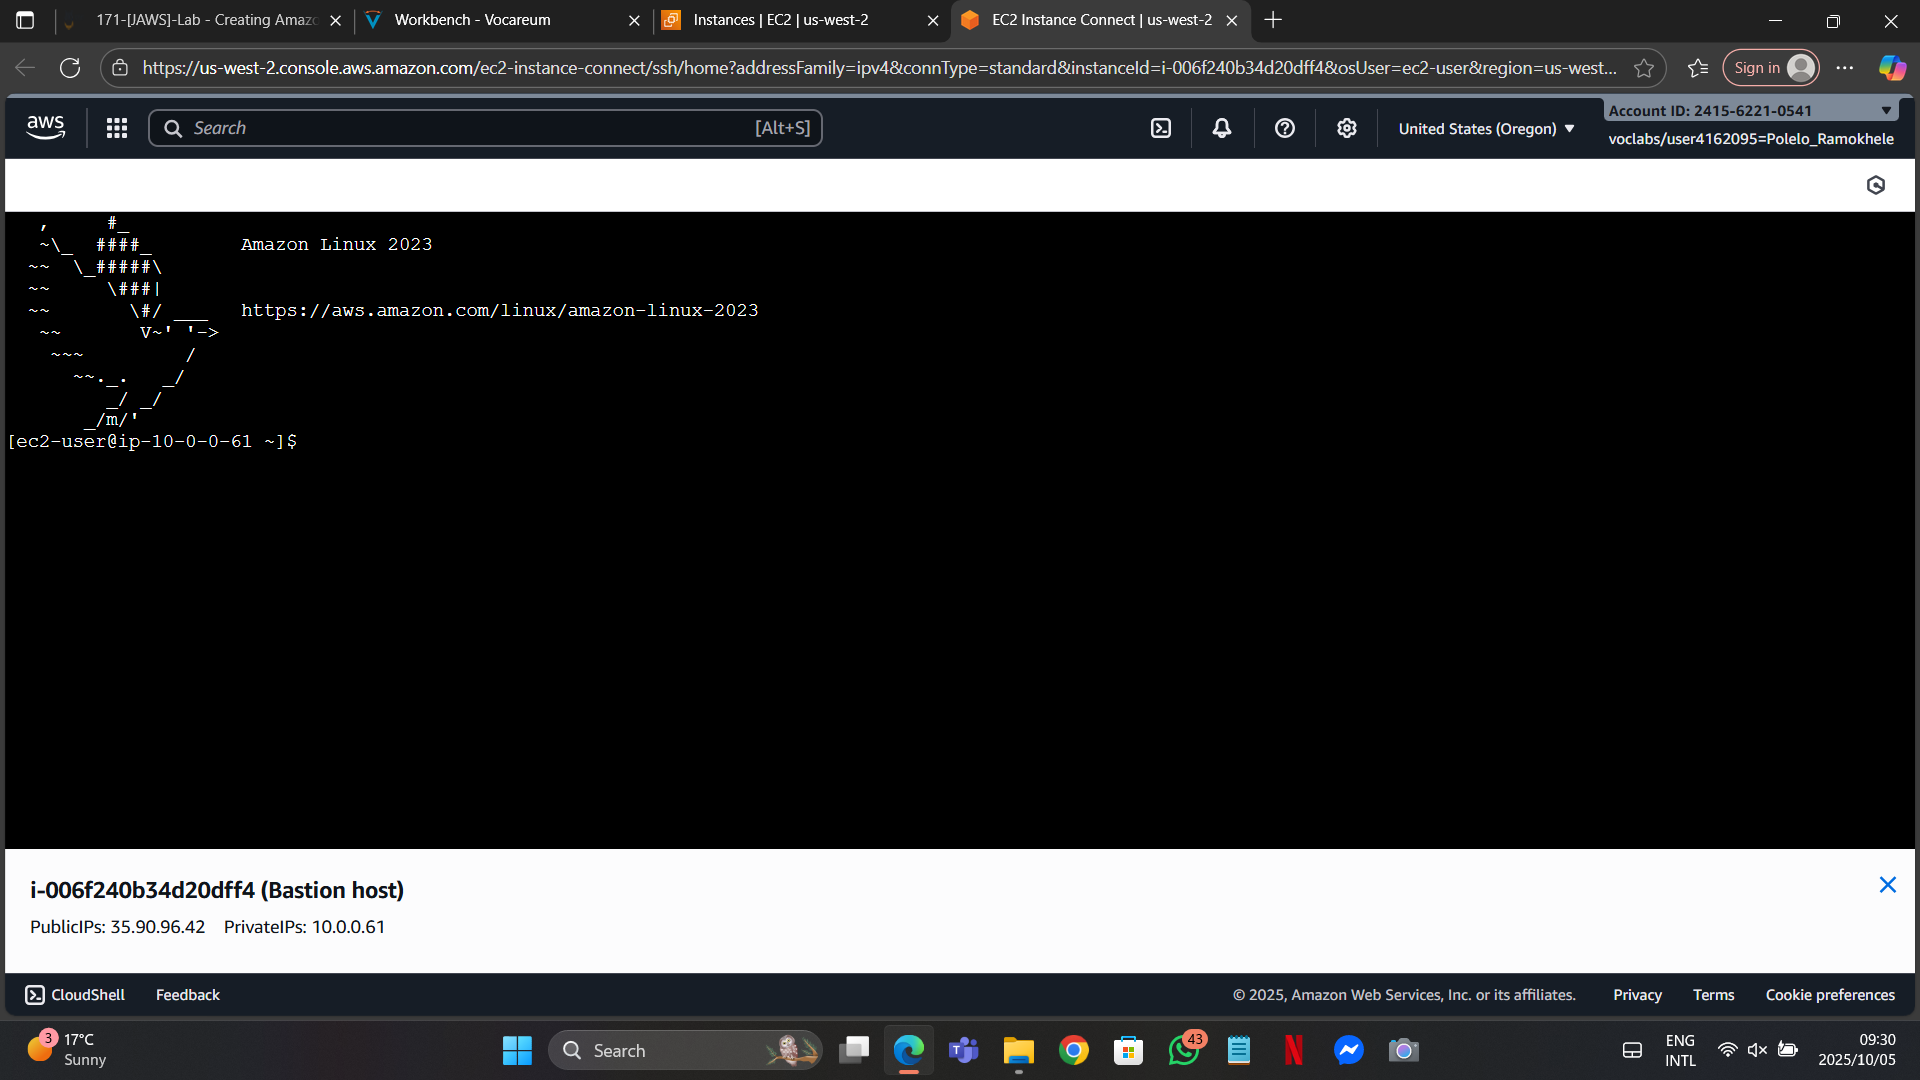 171-[JAWS]-Lab - Creating Amazo
Workbench - Vocareum
Instances | EC2 | us-west-2
EC2 Instance Connect | us-west-2
https://us-west-2.console.aws.amazon.com/ec2-instance-connect/ssh/home?addressFamily=ipv4&connType=standard&instanceId=i-006f240b34d20dff4&osUser=ec2-user&region=us-west...
Sign in
aws
Search
[Alt+S]
United States (Oregon)
Account ID: 2415-6221-0541
voclabs/user4162095=Polelo_Ramokhele
   ,     #_
   ~\_  ####_        Amazon Linux 2023
  ~~  \_#####\
  ~~     \###|
  ~~       \#/ ___   https://aws.amazon.com/linux/amazon-linux-2023
   ~~       V~' '->
    ~~~         /
      ~~._.   _/
         _/ _/
       _/m/'
[ec2-user@ip-10-0-0-61 ~]$
i-006f240b34d20dff4 (Bastion host)
PublicIPs: 35.90.96.42 PrivateIPs: 10.0.0.61
CloudShell
Feedback
© 2025, Amazon Web Services, Inc. or its affiliates.
Privacy
Terms
Cookie preferences
3
17°C
Sunny
Search
43
ENG
INTL
09:30
2025/10/05